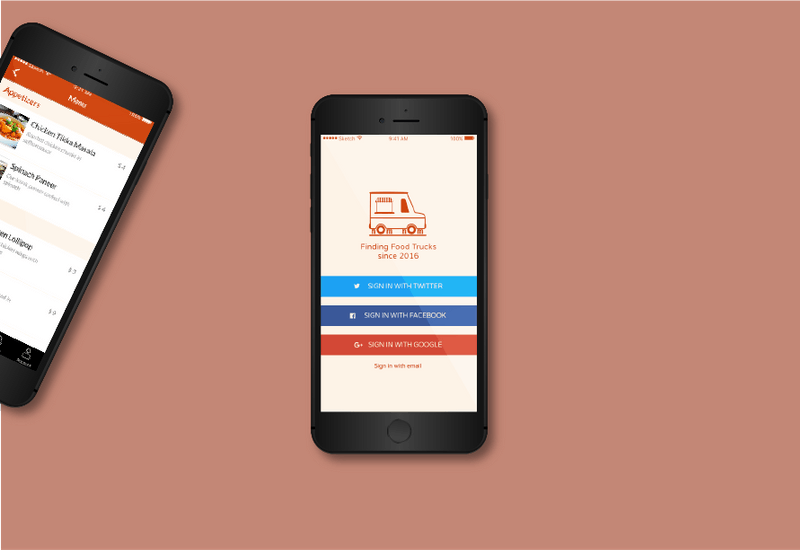 Sketch
9:41 AM
100%
Menu
Appetizers
Chicken Tikka Masala
$ 4
Spinach Paneer
$ 4
Lollipop
$ 3
$ 9
Sketch
9:41 AM
100%
Finding Food Trucks
since 2016
SIGN IN WITH TWITTER
SIGN IN WITH FACEBOOK
G+ SIGN IN WITH GOOGLE
Sign in with email